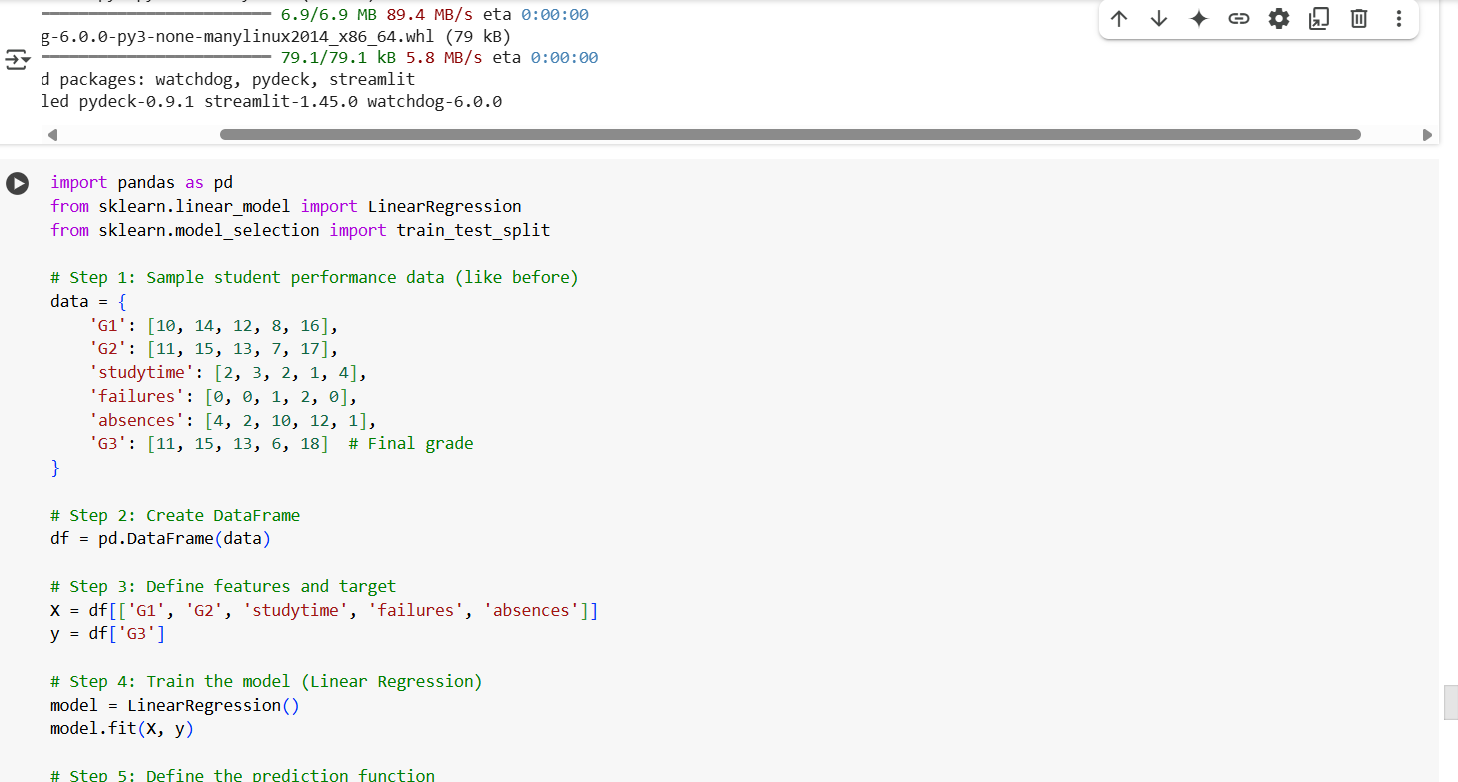 6.9/6.9 MB 89.4 MB/s eta 0:00:00
g-6.0.0-py3-none-manylinux2014_x86_64.whl (79 kB)
79.1/79.1 kB 5.8 MB/s eta 0:00:00
d packages: watchdog, pydeck, streamlit
led pydeck-0.9.1 streamlit-1.45.0 watchdog-6.0.0
import pandas as pd
from sklearn.linear_model import LinearRegression
from sklearn.model_selection import train_test_split
# Step 1: Sample student performance data (like before)
data = {
    'G1': [10, 14, 12, 8, 16],
    'G2': [11, 15, 13, 7, 17],
    'studytime': [2, 3, 2, 1, 4],
    'failures': [0, 0, 1, 2, 0],
    'absences': [4, 2, 10, 12, 1],
    'G3': [11, 15, 13, 6, 18]  # Final grade
}
# Step 2: Create DataFrame
df = pd.DataFrame(data)
# Step 3: Define features and target
X = df[['G1', 'G2', 'studytime', 'failures', 'absences']]
y = df['G3']
# Step 4: Train the model (Linear Regression)
model = LinearRegression()
model.fit(X, y)
# Step 5: Define the prediction function